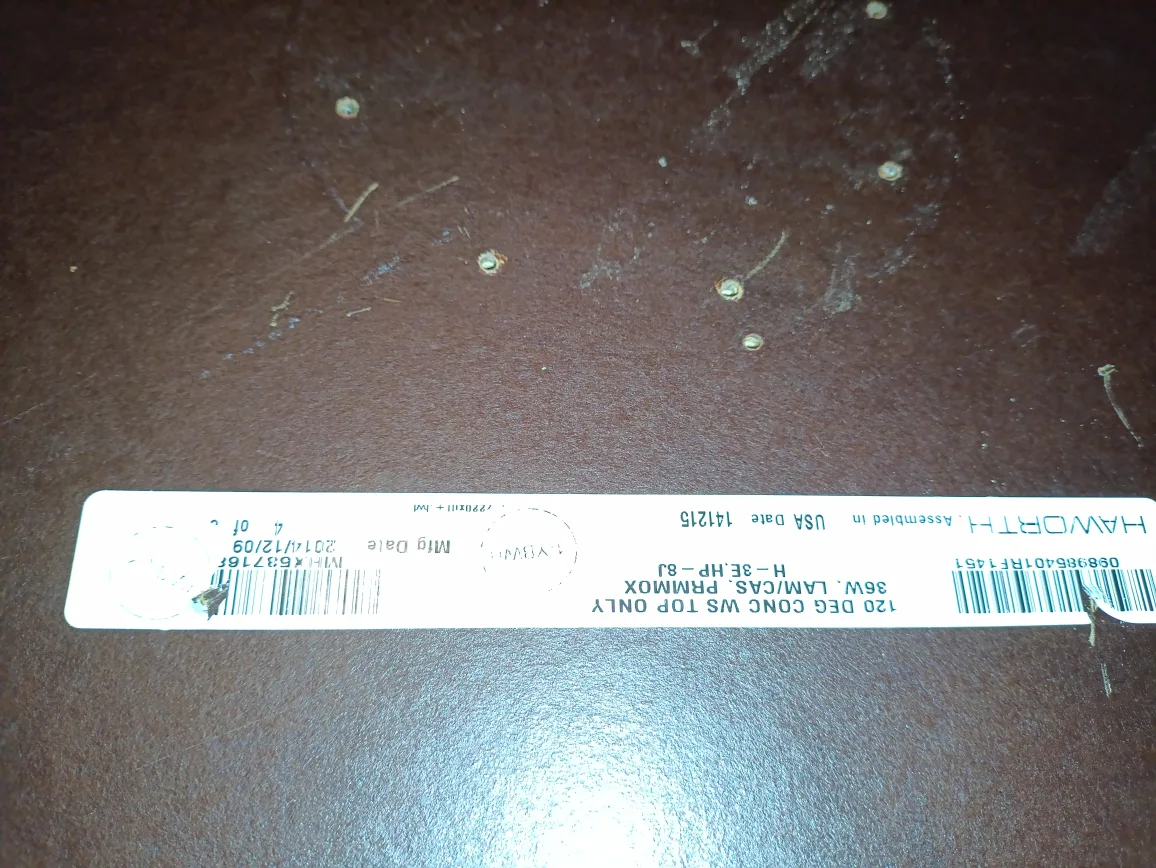 HAWORTH. Assembled in USA Date 141215
098985401RF1451
120 DEG CONC WS TOP ONLY
36W, LAM/CAS, PRMMOX
H-3E,HP-8J
Mfg Date 2014/12/09
4 of